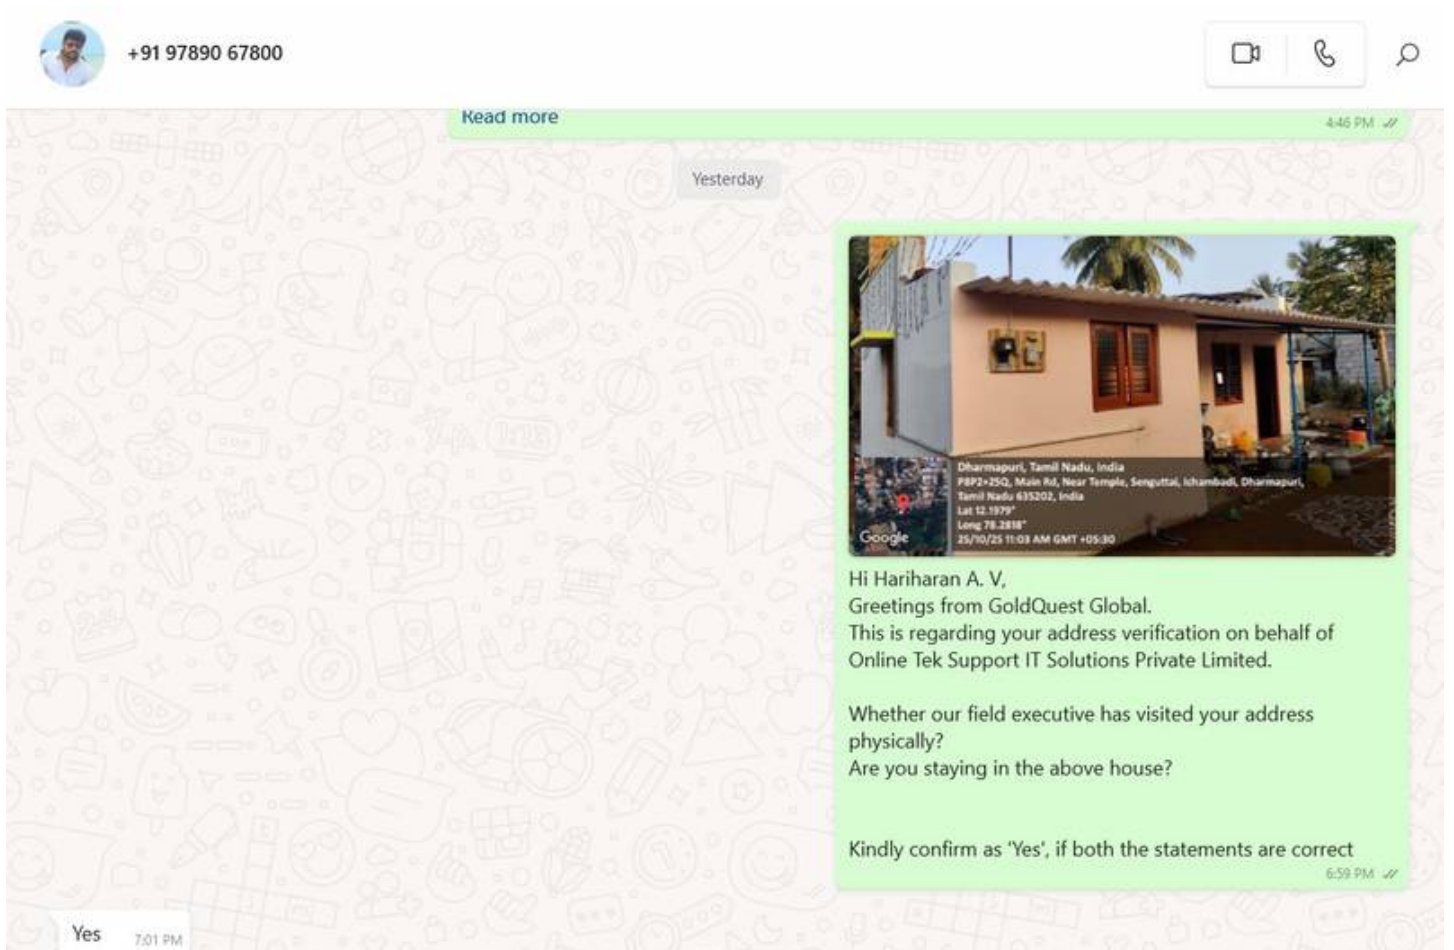 +91 97890 67800
Read more
4:46 PM
Yesterday
Dharmapuri, Tamil Nadu, India
P8P2+25Q, Main Rd, Near Temple, Senguttai, Ichambadi, Dharmapuri,
Tamil Nadu 635202, India
Lat 12.1979°
Long 78.2818°
25/10/25 11:03 AM GMT +05:30
Google
Hi Hariharan A. V,
Greetings from GoldQuest Global.
This is regarding your address verification on behalf of
Online Tek Support IT Solutions Private Limited.
Whether our field executive has visited your address
physically?
Are you staying in the above house?
Kindly confirm as 'Yes', if both the statements are correct
6:59 PM
Yes
7:01 PM